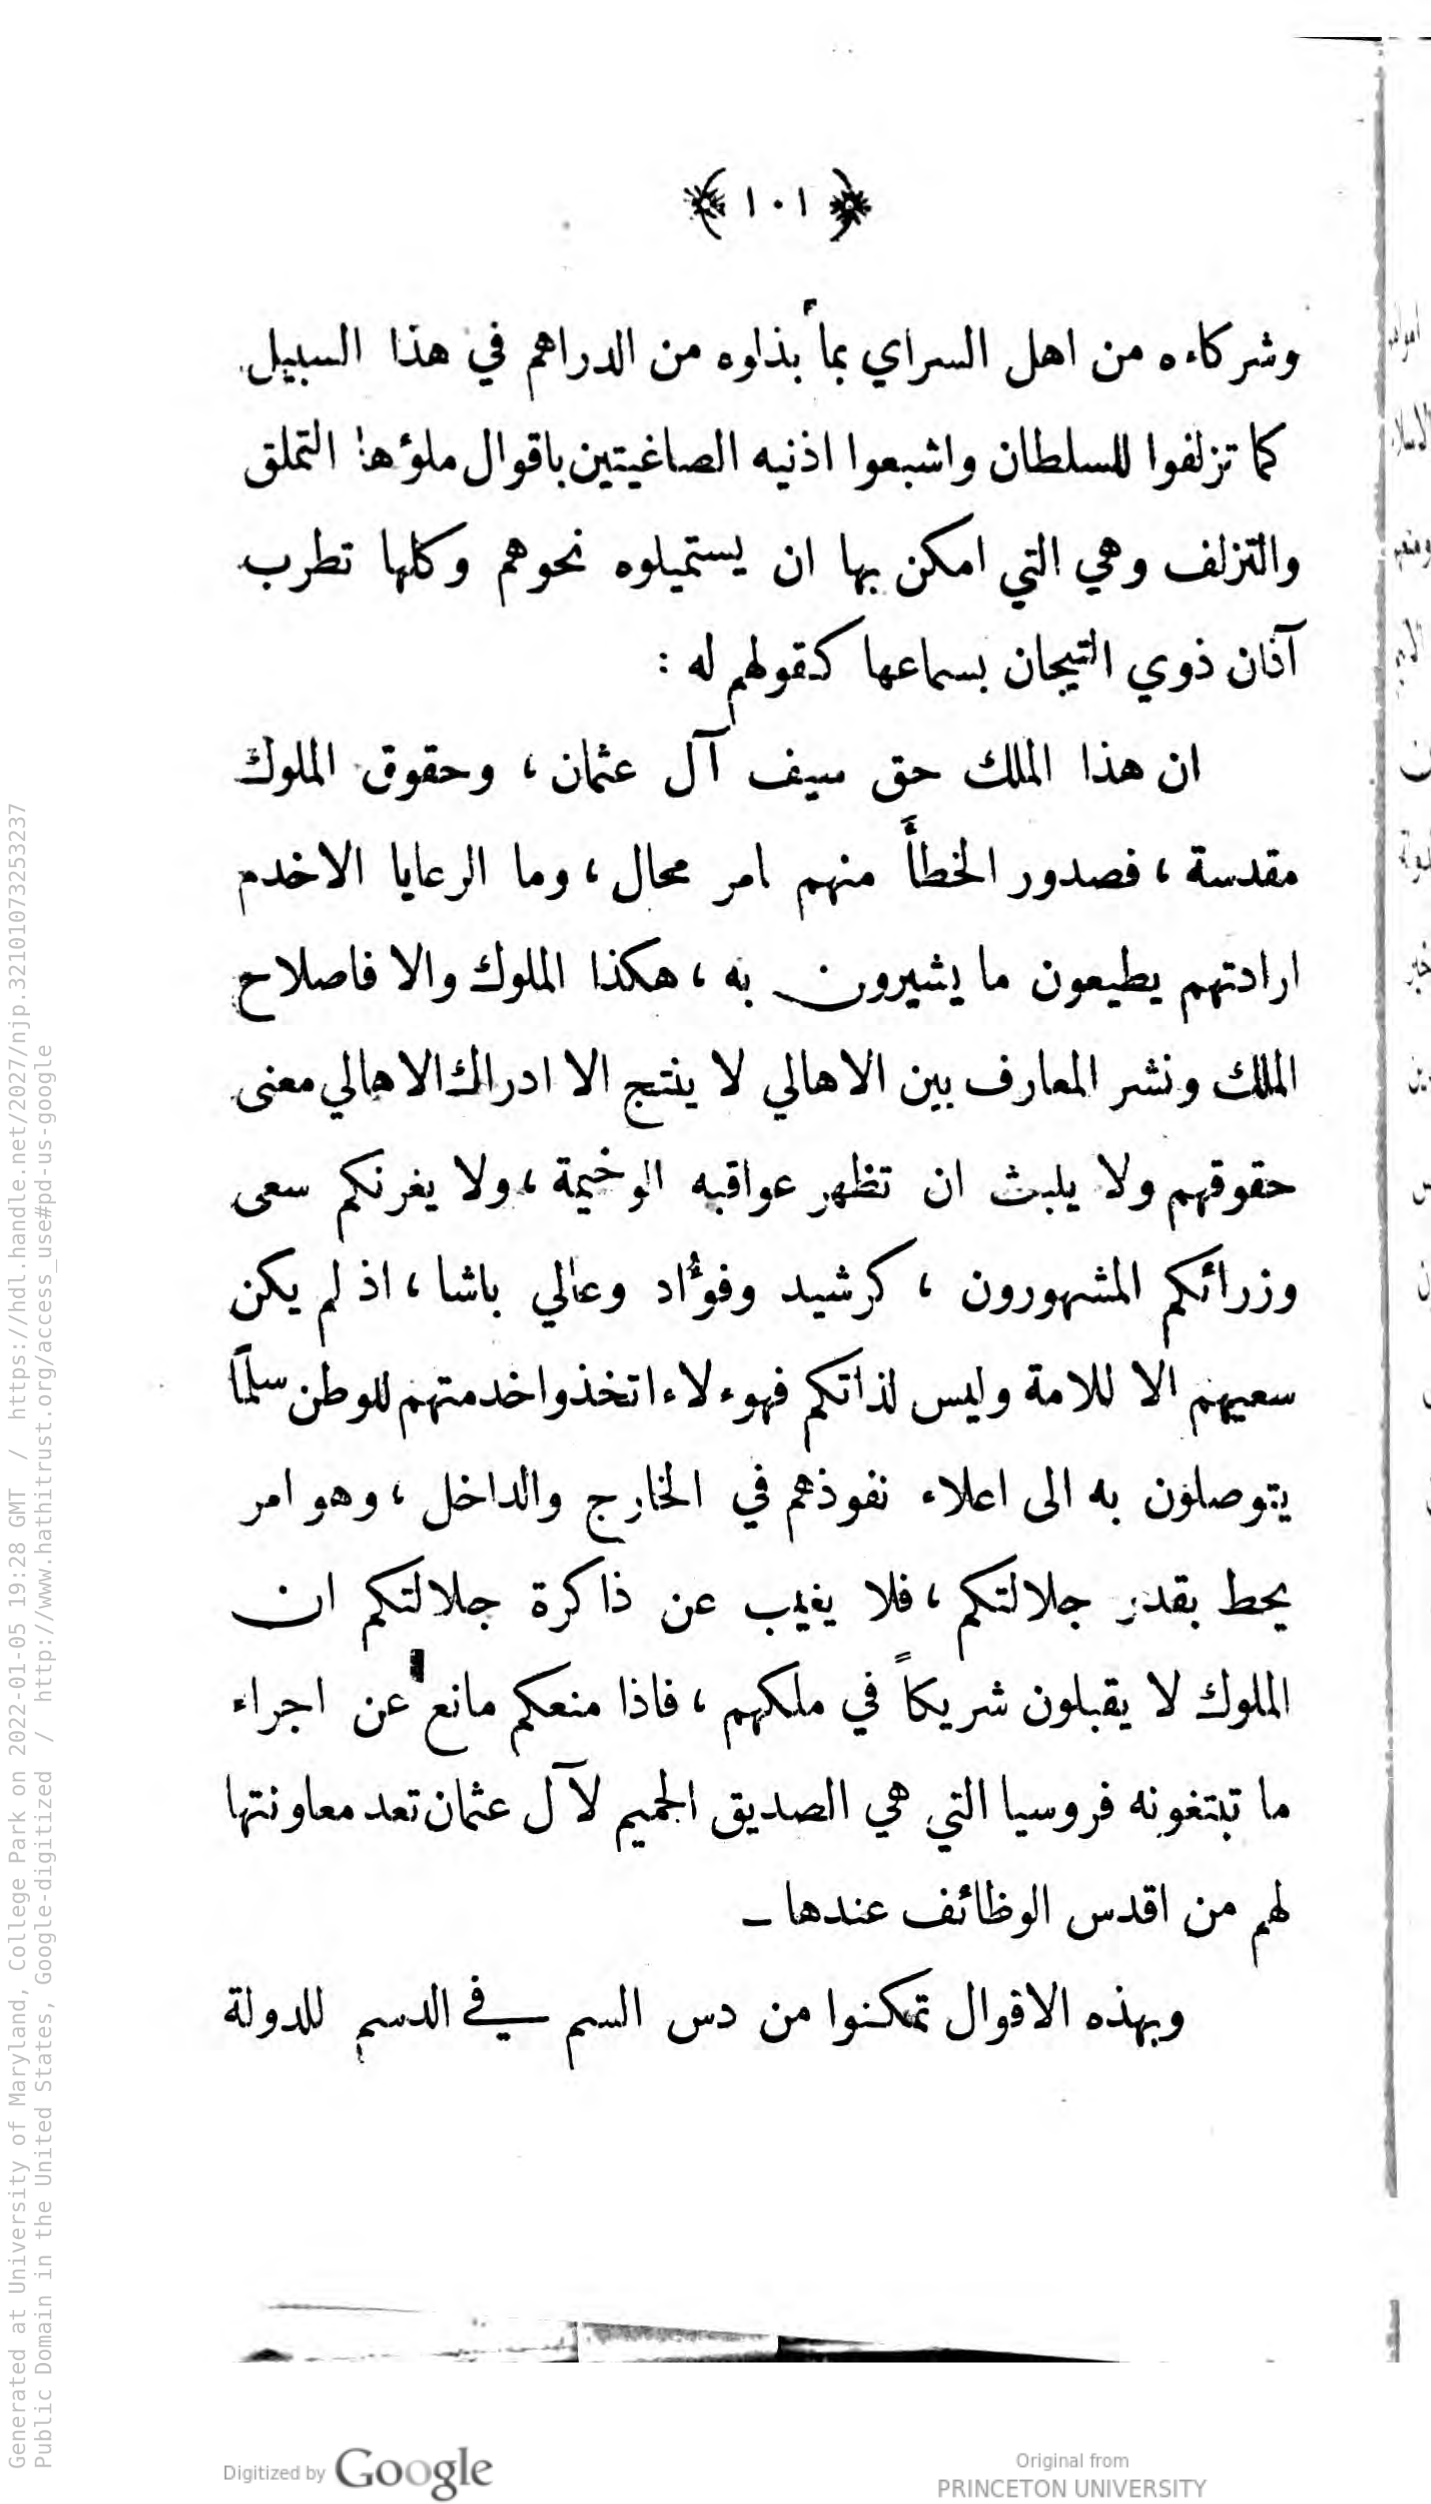 ﴿ ١٠١ ﴾
وشركاءه من اهل السراي بما بذلوه من الدراهم في هذا السبيل
كما تزلفوا للسلطان واشبعوا اذنيه الصاغيتين باقوال ملؤها التملق
والتزلف وهي التي امكن بها ان يستميلوه نحوهم وكلها تطرب
آذان ذوي التيجان بسماعها كقولهم له :
ان هذا الملك حق سيف آل عثمان ، وحقوق الملوك
مقدسة ، فصدور الخطأ منهم امر محال ، وما الرعايا الا خدم
ارادتهم يطيعون ما يشيرون به ، هكذا الملوك والا فاصلاح
الملك ونشر المعارف بين الاهالي لا ينتج الا ادراك الاهالي معنى
حقوقهم ولا يلبث ان تظهر عواقبه الوخيمة ، ولا يغرنكم سعى
وزرائكم المشهورون ، كرشيد وفؤاد وعالي باشا ، اذ لم يكن
سعيهم الا للامة وليس لذاتكم فهوءلاء اتخذوا خدمتهم للوطن سلماً
يتوصلون به الى اعلاء نفوذهم في الخارج والداخل ، وهو امر
يحط بقدر جلالتكم ، فلا يغيب عن ذاكرة جلالتكم ان
الملوك لا يقبلون شريكاً في ملكهم ، فاذا منعكم مانع عن اجراء
ما تبتغونه فروسيا التي هي الصديق الحميم لآل عثمان تعد معاونتها
لهم من اقدس الوظائف عندها ــ
وبهذه الاقوال تمكنوا من دس السم في الدسم للدولة
Generated at University of Maryland, College Park on 2022-01-05 19:28 GMT / https://hdl.handle.net/2027/njp.32101073253237
Public Domain in the United States, Google-digitized / http://www.hathitrust.org/access_use#pd-us-google
Digitized by Google
Original from
PRINCETON UNIVERSITY